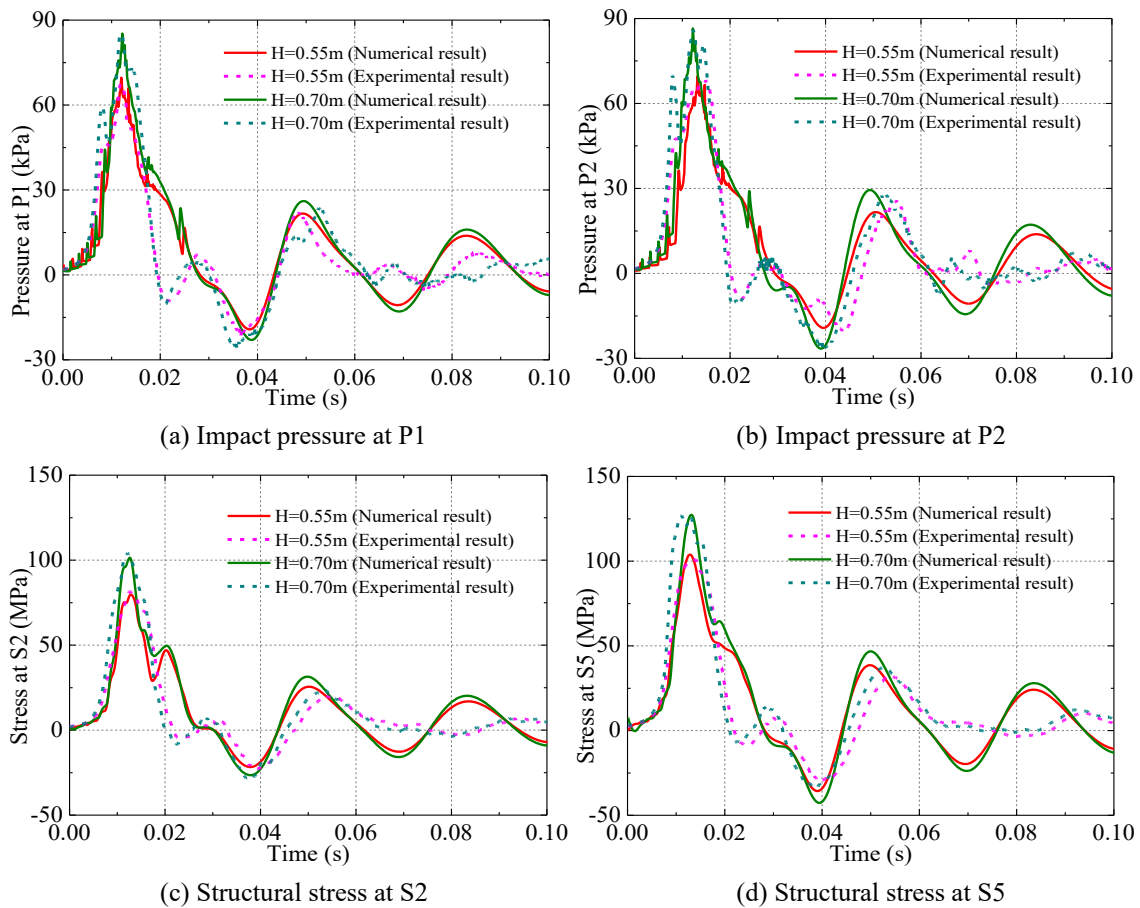 90
60
30
0
-30
Pressure at P1 (kPa)
H=0.55m (Numerical result)
H=0.55m (Experimental result)
H=0.70m (Numerical result)
H=0.70m (Experimental result)
0.00 0.02 0.04 0.06 0.08 0.10
Time (s)
(a) Impact pressure at P1
90
60
30
0
-30
Pressure at P2 (kPa)
H=0.55m (Numerical result)
H=0.55m (Experimental result)
H=0.70m (Numerical result)
H=0.70m (Experimental result)
0.00 0.02 0.04 0.06 0.08 0.10
Time (s)
(b) Impact pressure at P2
150
100
50
0
-50
Stress at S2 (MPa)
H=0.55m (Numerical result)
H=0.55m (Experimental result)
H=0.70m (Numerical result)
H=0.70m (Experimental result)
0.00 0.02 0.04 0.06 0.08 0.10
Time (s)
(c) Structural stress at S2
150
100
50
0
-50
Stress at S5 (MPa)
H=0.55m (Numerical result)
H=0.55m (Experimental result)
H=0.70m (Numerical result)
H=0.70m (Experimental result)
0.00 0.02 0.04 0.06 0.08 0.10
Time (s)
(d) Structural stress at S5